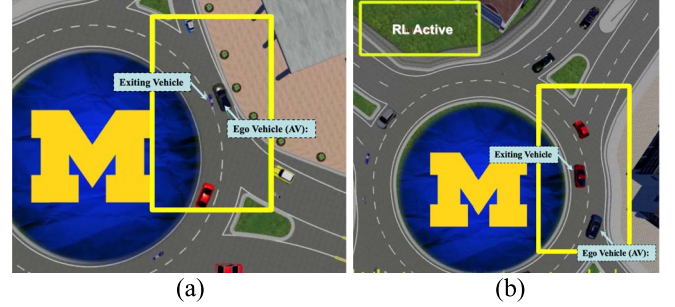 RL Active
Exiting Vehicle
Ego Vehicle (AV):
M
Exiting Vehicle
M
Ego Vehicle (AV):
(a)
(b)